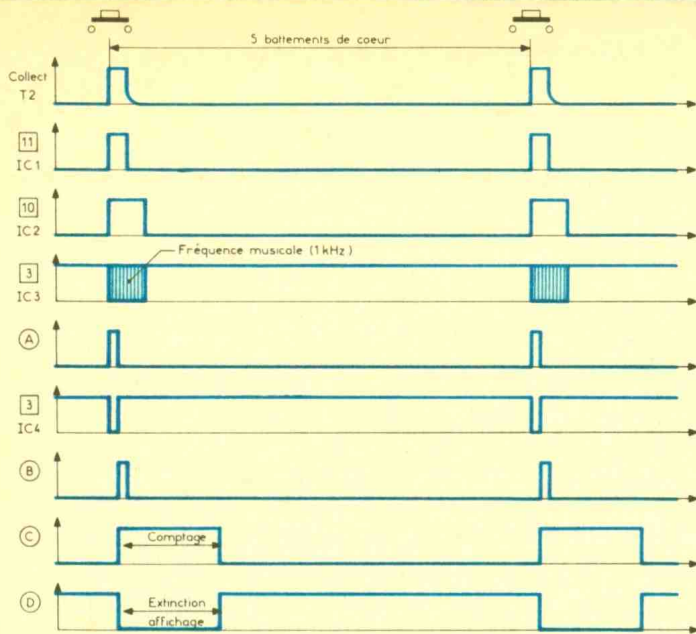 5 battements de coeur
Collect
T2
11
IC1
10
IC2
Fréquence musicale (1kHz)
3
IC3
A
3
IC4
B
C
Comptage
D
Extinction
affichage